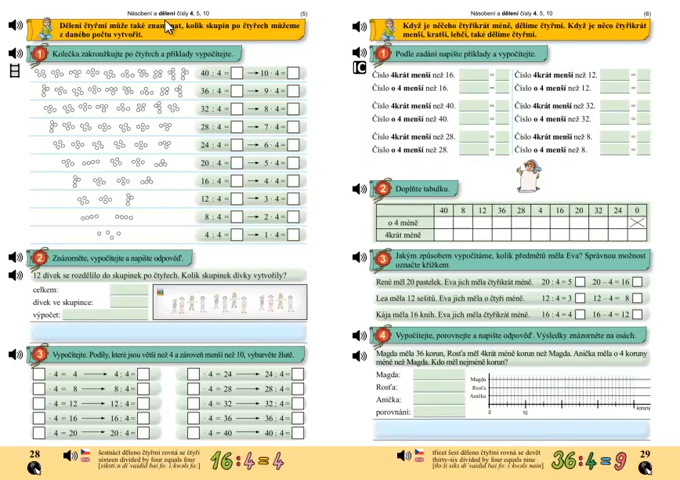 Násobení a dělení čísly 4, 5, 10
(5)
Dělení čtyřmi může také znamenat, kolik skupin po čtyřech můžeme
z daného počtu vytvořit.
1 Kolečka zakroužkujte po čtyřech a příklady vypočítejte.
40 : 4 = → 10 · 4 =
36 : 4 = → 9 · 4 =
32 : 4 = → 8 · 4 =
28 : 4 = → 7 · 4 =
24 : 4 = → 6 · 4 =
20 : 4 = → 5 · 4 =
16 : 4 = → 4 · 4 =
12 : 4 = → 3 · 4 =
8 : 4 = → 2 · 4 =
4 : 4 = → 1 · 4 =
2 Znázorněte, vypočítejte a napište odpověď.
12 dívek se rozdělilo do skupinek po čtyřech. Kolik skupinek dívky vytvořily?
celkem:
dívek ve skupince:
výpočet:
3 Vypočítejte. Podíly, které jsou větší než 4 a zároveň menší než 10, vybarvěte žlutě.
· 4 = 4 → 4 : 4 =
· 4 = 8 → 8 : 4 =
· 4 = 12 → 12 : 4 =
· 4 = 16 → 16 : 4 =
· 4 = 20 → 20 : 4 =
· 4 = 24 → 24 : 4 =
· 4 = 28 → 28 : 4 =
· 4 = 32 → 32 : 4 =
· 4 = 36 → 36 : 4 =
· 4 = 40 → 40 : 4 =
28
šestnáct děleno čtyřmi rovná se čtyři
sixteen divided by four equals four
16:4=4
Násobení a dělení čísly 4, 5, 10
(6)
Když je něčeho čtyřikrát méně, dělíme čtyřmi. Když je něco čtyřikrát
menší, kratší, lehčí, také dělíme čtyřmi.
1 Podle zadání napište příklady a vypočítejte.
Číslo 4krát menší než 16. =
Číslo o 4 menší než 16. =
Číslo 4krát menší než 40. =
Číslo o 4 menší než 40. =
Číslo 4krát menší než 28. =
Číslo o 4 menší než 28. =
Číslo 4krát menší než 12. =
Číslo o 4 menší než 12. =
Číslo 4krát menší než 32. =
Číslo o 4 menší než 32. =
Číslo 4krát menší než 8. =
Číslo o 4 menší než 8. =
2 Doplňte tabulku.
40 8 12 36 28 4 16 20 32 24 0
o 4 méně
4krát méně
3 Jakým způsobem vypočítáme, kolik předmětů měla Eva? Správnou možnost
označte křížkem.
René měl 20 pastelek. Eva jich měla čtyřikrát méně. 20 : 4 = 5 20 – 4 = 16
Lea měla 12 sešitů. Eva jich měla o čtyři méně. 12 : 4 = 3 12 – 4 = 8
Kája měla 16 knih. Eva jich měla čtyřikrát méně. 16 : 4 = 4 16 – 4 = 12
4 Vypočítejte, porovnejte a napište odpověď. Výsledky znázorněte na osách.
Magda měla 36 korun, Rosťa měl 4krát méně korun než Magda. Anička měla o 4 koruny
méně než Magda. Kdo měl nejméně korun?
Magda:
Rosťa:
Anička:
porovnání:
Magda
Rosťa
Anička
0 10 koruny
třicet šest děleno čtyřmi rovná se devět
thirty-six divided by four equals nine
36:4=9
29